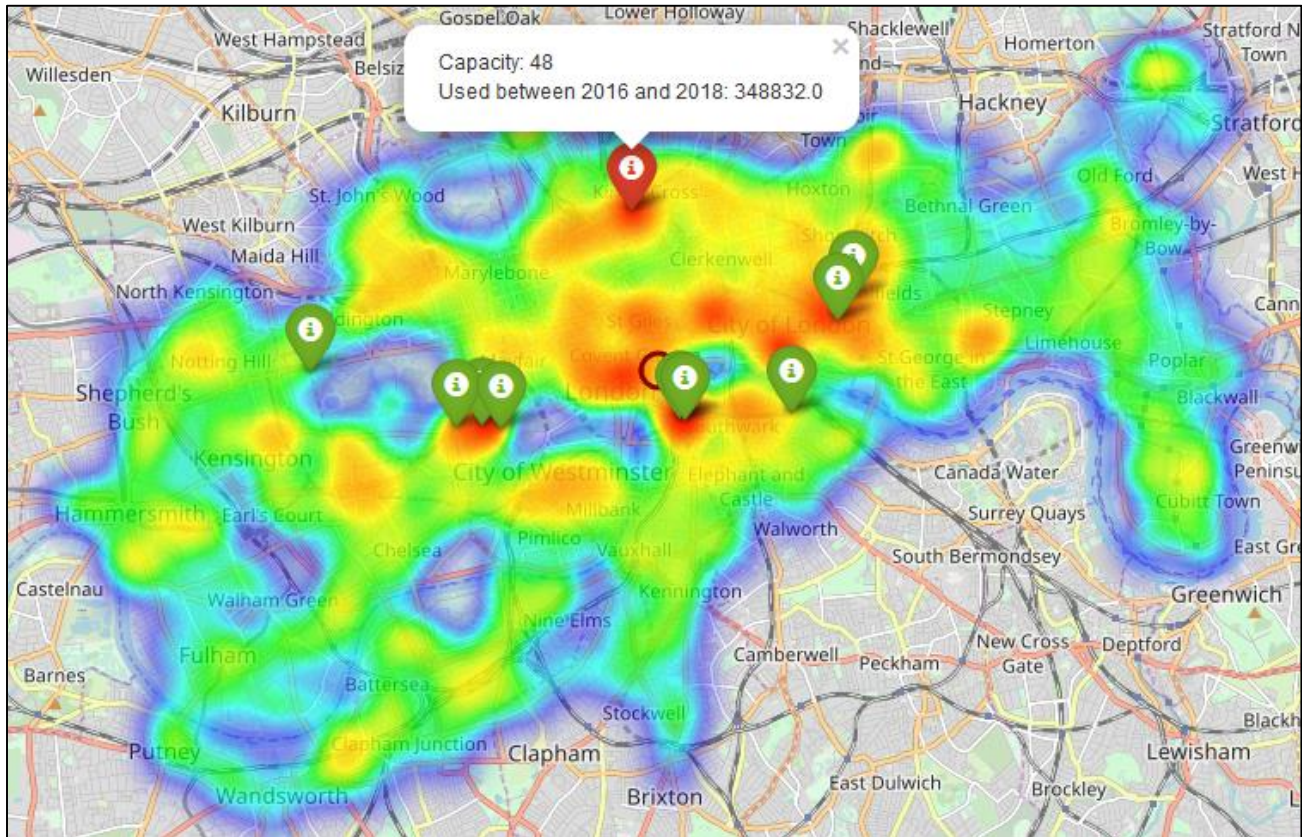 Gospel Oak
Lower Holloway
Shacklewell
Stratford N
Town
West Hampstead
Homerton
Willesden
Belsiz
Capacity: 48
Used between 2016 and 2018: 348832.0
Kilburn
Hackney
Stratford
Town
St. John's Wood
Hoxton
Old Ford
West H
West Kilburn
Bethnal Green
Bromley-by-
Bow
Maida Hill
Marylebone
Clerkenwell
North Kensington
Stepney
Cann
St Giles
City of London
Notting Hill
Limehouse
St George in
the East
Poplar
Shepherd's
Bush
London
Blackwall
Southwark
Kensington
City of Westminster
Elephant and
Castle
Canada Water
Greenw
Peninsu
Hammersmith
Earl's Court
Millbank
Cubitt Town
Surrey Quays
Pimlico
Walworth
Chelsea
Vauxhall
South Bermondsey
East Gre
Castelnau
Walham Green
Kennington
Greenwich
Nine Elms
New Cross
Gate
Deptford
Fulham
Camberwell
Peckham
Barnes
Battersea
Stockwell
Blackh
Putney
Clapham Junction
Clapham
Lewisham
East Dulwich
Brockley
Wandsworth
Brixton
L